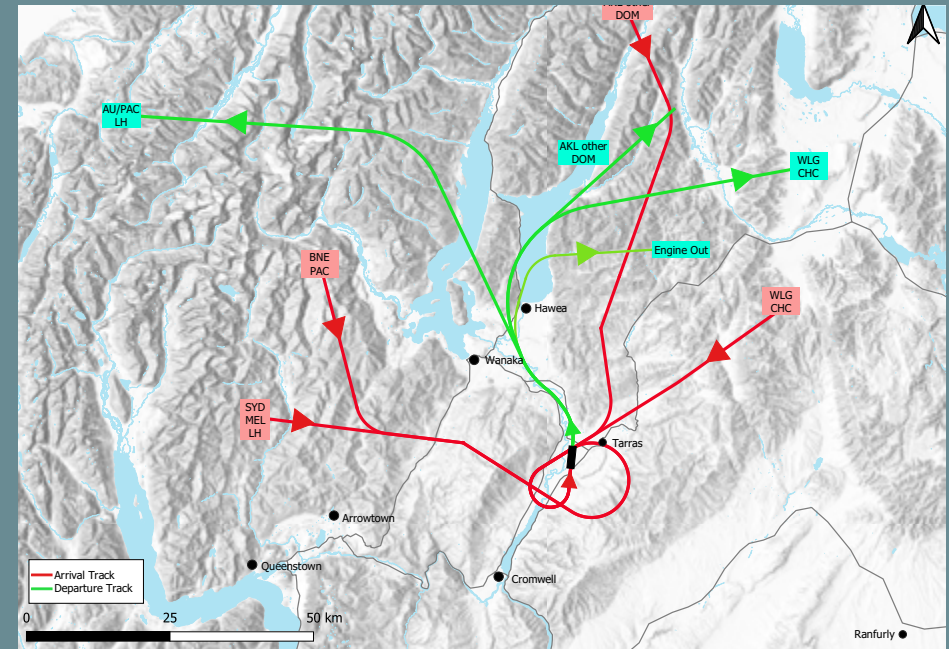 DOM
AU/PAC
LH
AKL other
DOM
WLG
CHC
BNE
PAC
Engine Out
WLG
CHC
Hawea
Wanaka
SYD
MEL
LH
Tarras
Arrowtown
Queenstown
Cromwell
Arrival Track
Departure Track
0 25 50 km
Ranfurly